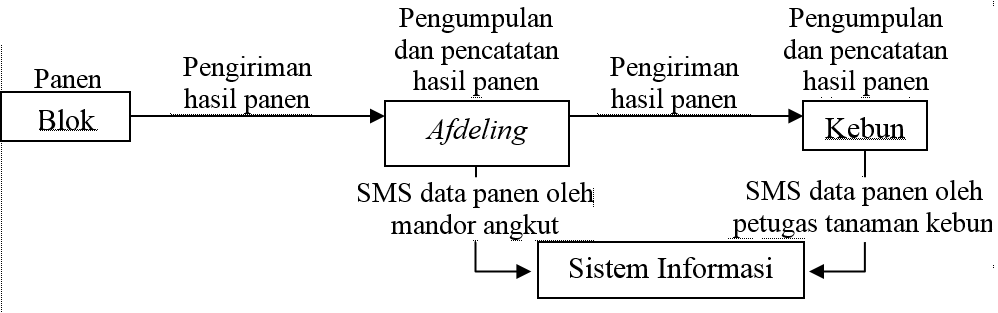 Panen
Blok
Pengiriman
hasil panen
Pengumpulan
dan pencatatan
hasil panen
Afdeling
Pengiriman
hasil panen
Pengumpulan
dan pencatatan
hasil panen
Kebun
SMS data panen oleh
mandor angkut
SMS data panen oleh
petugas tanaman kebun
Sistem Informasi